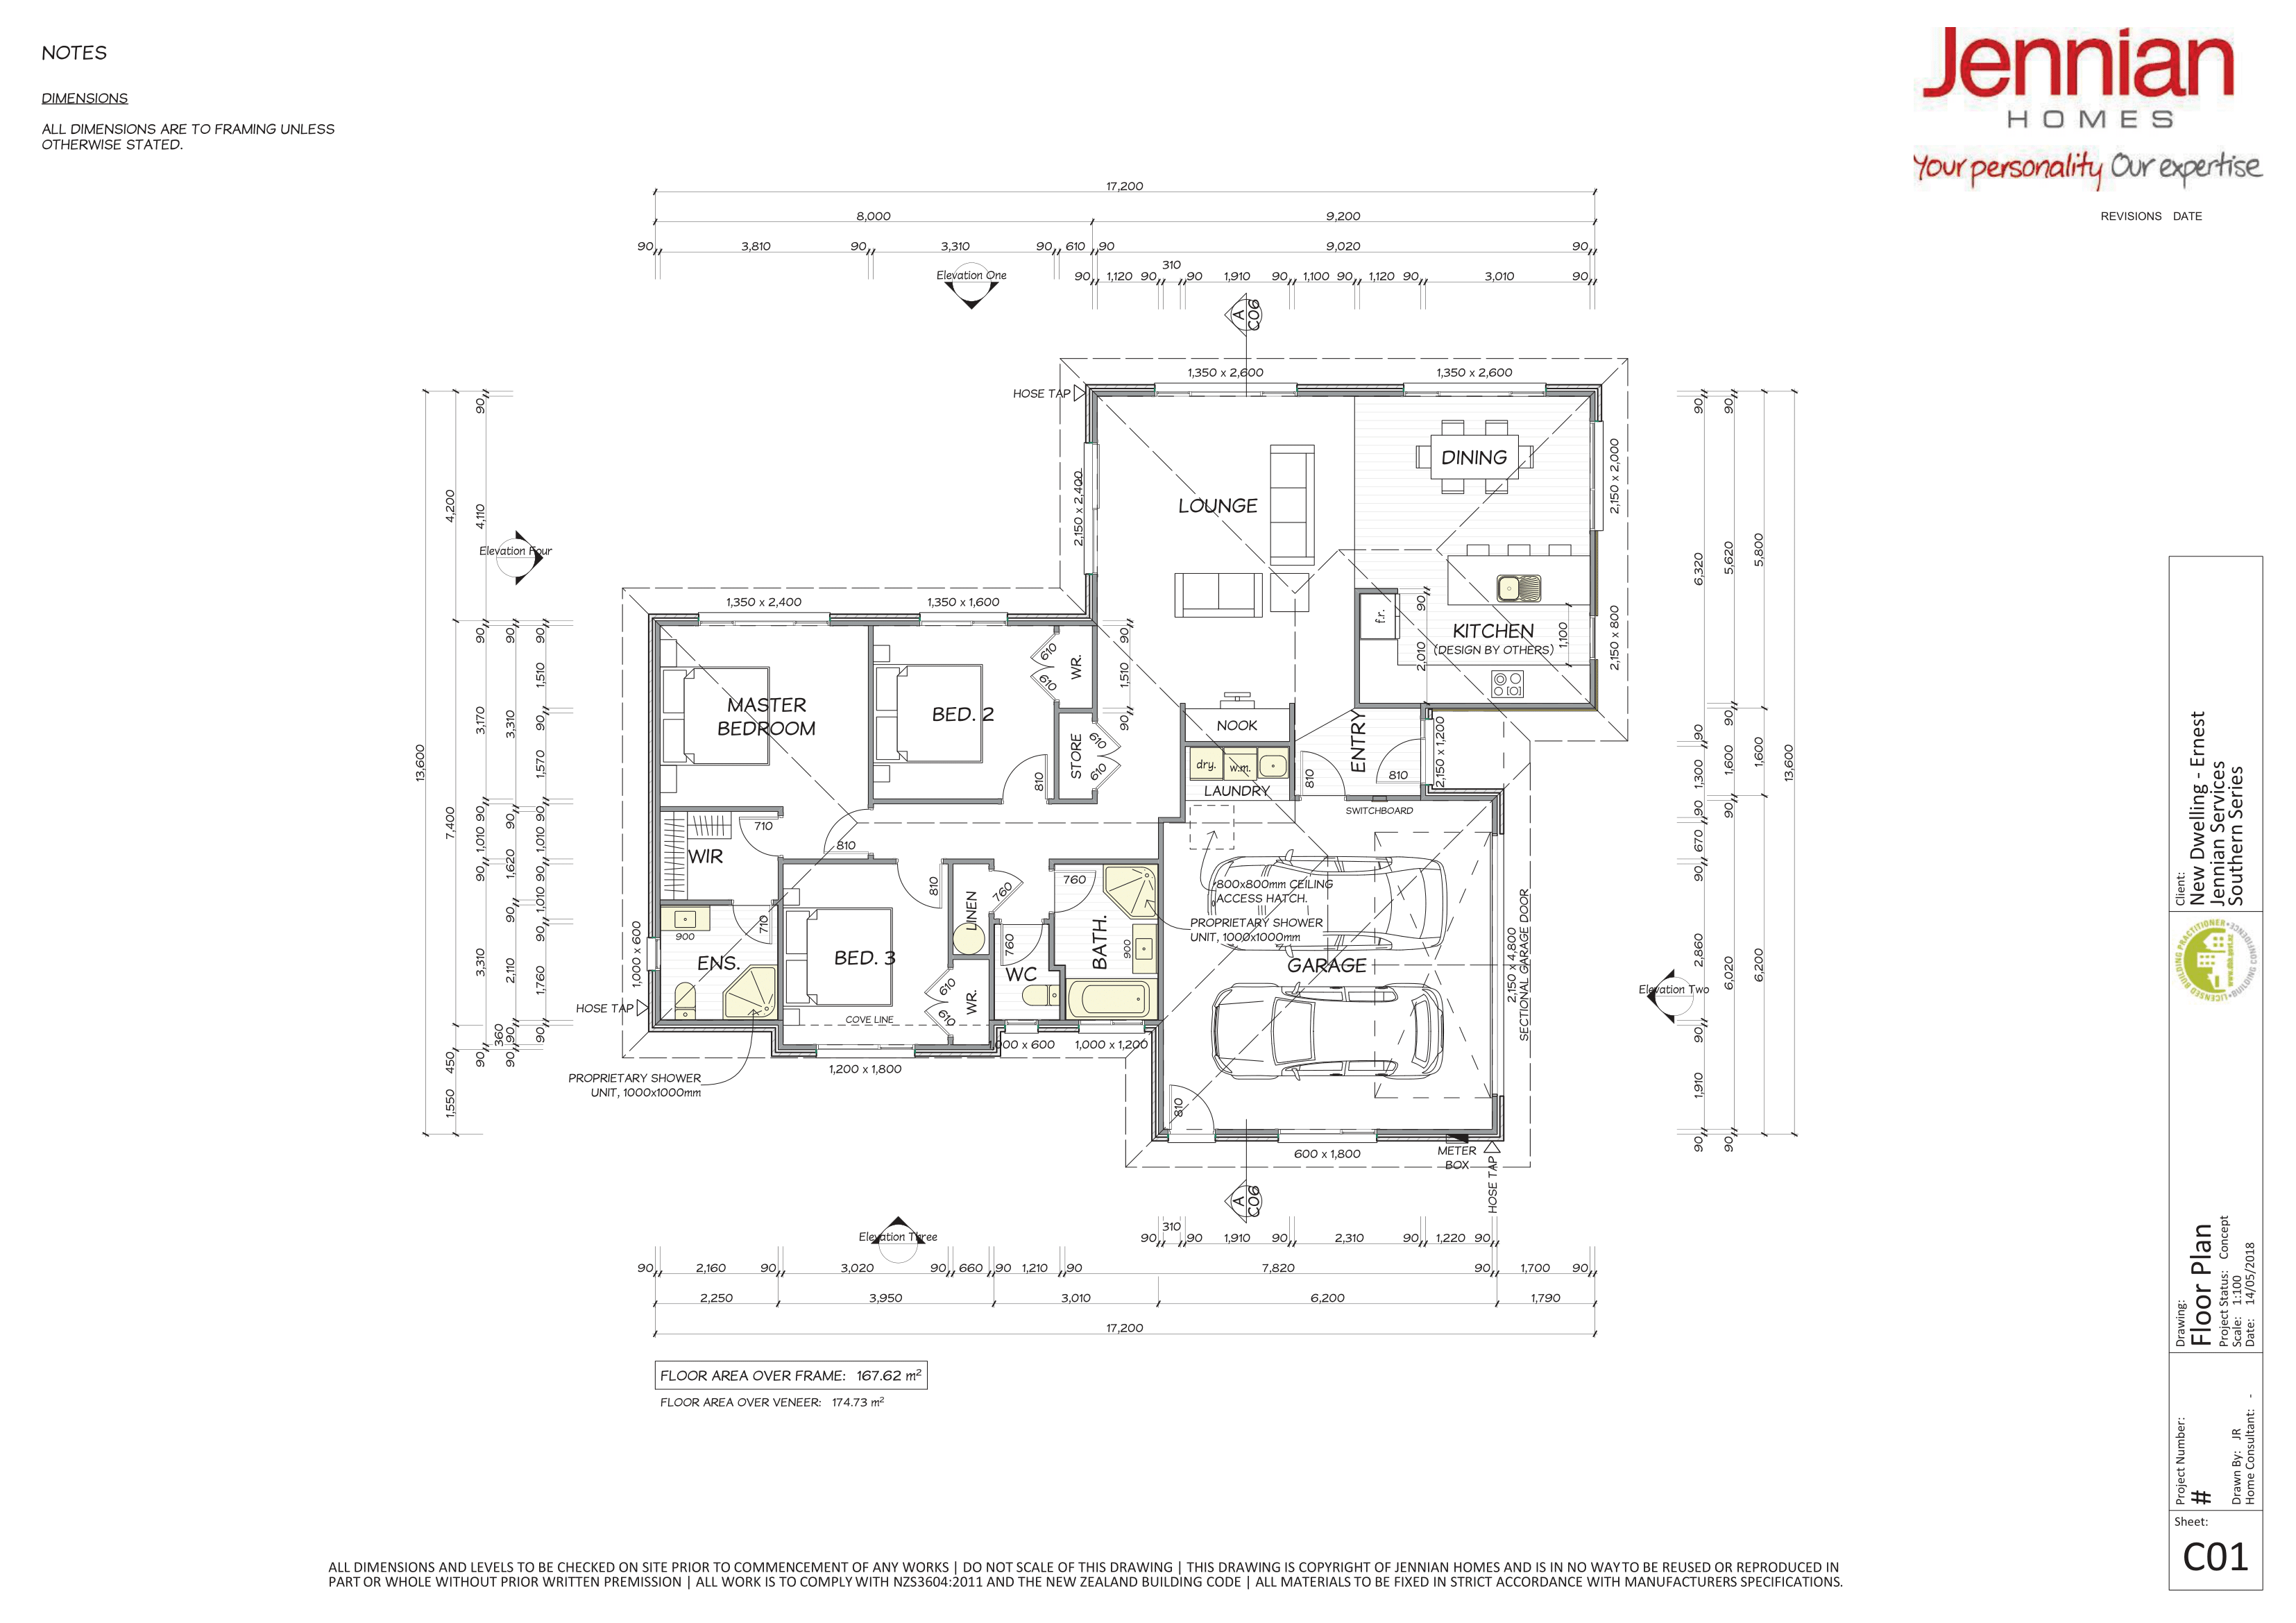 NOTES
DIMENSIONS
ALL DIMENSIONS ARE TO FRAMING UNLESS
OTHERWISE STATED.
Jennian
HOMES
Your personality Our expertise
REVISIONS DATE
17,200
8,000 9,200
90 3,810 90 3,310 90 610 90 9,020 90
310
90 1,120 90 90 1,910 90 1,100 90 1,120 90 3,010 90
Elevation One
A
C06
1,350 x 2,600 1,350 x 2,600
HOSE TAP
2,150 x 2,400
LOUNGE
DINING
2,150 x 2,000
KITCHEN
(DESIGN BY OTHERS)
1,100
2,150 x 800
f.r.
90
2,010
1,350 x 2,400 1,350 x 1,600
MASTER
BEDROOM
BED. 2
610
610
WR.
90
1,510
90
STORE
610
610
810
NOOK
dry. w.m.
LAUNDRY
ENTRY
810
810
2,150 x 1,200
SWITCHBOARD
WIR
710
810
710
900
ENS.
1,000 x 600
HOSE TAP
BED. 3
810
COVE LINE
LINEN
760
760
WC
610
610
WR.
760
BATH.
900
800x800mm CEILING
ACCESS HATCH.
PROPRIETARY SHOWER
UNIT, 1000x1000mm
GARAGE
2,150 x 4,800
SECTIONAL GARAGE DOOR
810
1,200 x 1,800
1,000 x 600 1,000 x 1,200
PROPRIETARY SHOWER
UNIT, 1000x1000mm
600 x 1,800
METER
BOX
HOSE TAP
13,600
4,200
7,400
450
1,550
90
4,110
90
3,170
90
1,010
90
3,310
90
90
3,310
90
1,620
90
2,110
90
360
90
90
1,510
90
1,570
90
1,010
90
1,010
90
1,760
90
Elevation Four
90
6,320
90
1,300
90
670
90
2,860
90
1,910
90
90
5,620
90
1,600
90
6,020
90
5,800
1,600
6,200
13,600
Elevation Two
A
C06
Elevation Three
310
90 90 1,910 90 2,310 90 1,220 90
90 2,160 90 3,020 90 660 90 1,210 90 7,820 90 1,700 90
2,250 3,950 3,010 6,200 1,790
17,200
FLOOR AREA OVER FRAME: 167.62 m²
FLOOR AREA OVER VENEER: 174.73 m²
Client:
New Dwelling - Ernest
Jennian Services
Southern Series
LICENSED BUILDING PRACTITIONER
BUILDING CONFIDENCE
www.dbh.govt.nz
Drawing:
Floor Plan
Project Status: Concept
Scale: 1:100
Date: 14/05/2018
Project Number:
#
Drawn By: JR
Home Consultant: -
Sheet:
C01
ALL DIMENSIONS AND LEVELS TO BE CHECKED ON SITE PRIOR TO COMMENCEMENT OF ANY WORKS | DO NOT SCALE OF THIS DRAWING | THIS DRAWING IS COPYRIGHT OF JENNIAN HOMES AND IS IN NO WAY TO BE REUSED OR REPRODUCED IN
PART OR WHOLE WITHOUT PRIOR WRITTEN PREMISSION | ALL WORK IS TO COMPLY WITH NZS3604:2011 AND THE NEW ZEALAND BUILDING CODE | ALL MATERIALS TO BE FIXED IN STRICT ACCORDANCE WITH MANUFACTURERS SPECIFICATIONS.